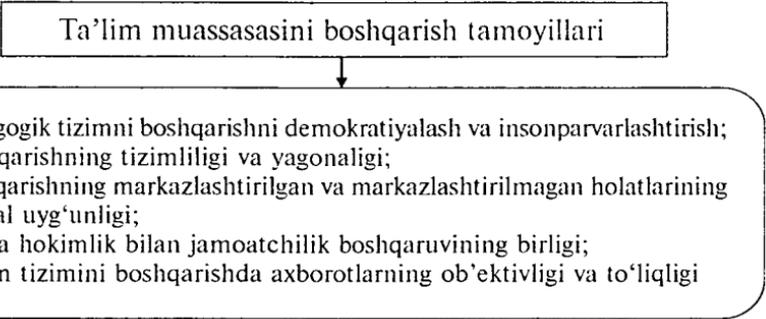 Ta’lim muassasasini boshqarish tamoyillari
gogik tizimni boshqarishni demokratiyalash va insonparvarlashtirish;
qarishning tizimliligi va yagonaligi;
qarishning markazlashtirilgan va markazlashtirilmagan holatlarining
al uyg‘unligi;
a hokimlik bilan jamoatchilik boshqaruvining birligi;
n tizimini boshqarishda axborotlarning ob’ektivligi va to‘liqligi